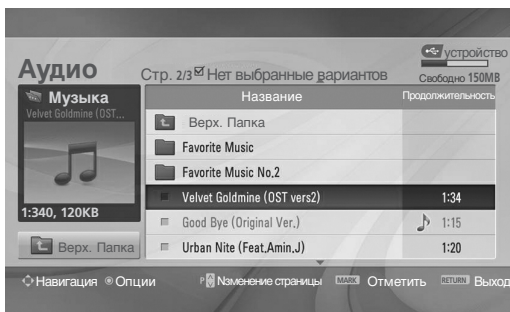 устройство
Аудио
Стр. 2/3 Нет выбранные вариантов
Свободно 150MB
Музыка
Velvet Goldmine (OST...
1:340, 120KB
Верх. Папка
Название Продолжительность
Верх. Папка
Favorite Music
Favorite Music No.2
Velvet Goldmine (OST vers2) 1:34
Good Bye (Original Ver.) 1:15
Urban Nite (Feat.Amin.J) 1:20
Навигация Опции P Nзменение страницы MARK Отметить RETURN Выход